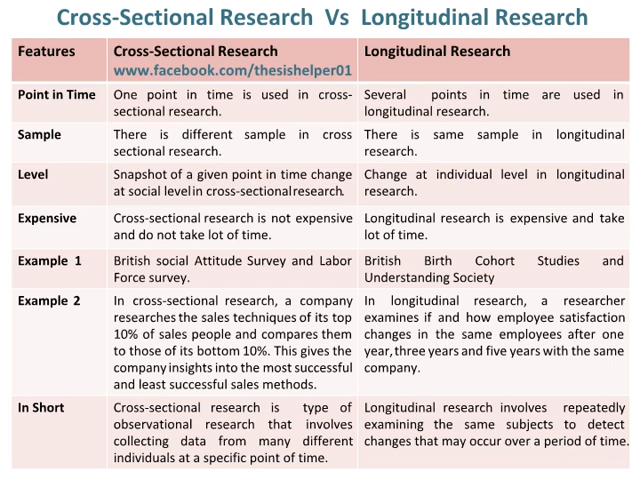 Cross-Sectional Research Vs Longitudinal Research
Features
Cross-Sectional Research
www.facebook.com/thesishelper01
Longitudinal Research
Point in Time
One point in time is used in cross-
sectional research.
Several points in time are used in
longitudinal research.
Sample
There is different sample in cross
sectional research.
There is same sample in longitudinal
research.
Level
Snapshot of a given point in time change
at social level in cross-sectional research.
Change at individual level in longitudinal
research.
Expensive
Cross-sectional research is not expensive
and do not take lot of time.
Longitudinal research is expensive and take
lot of time.
Example 1
British social Attitude Survey and Labor
Force survey.
British Birth Cohort Studies and
Understanding Society
Example 2
In cross-sectional research, a company
researches the sales techniques of its top
10% of sales people and compares them
to those of its bottom 10%. This gives the
company insights into the most successful
and least successful sales methods.
In longitudinal research, a researcher
examines if and how employee satisfaction
changes in the same employees after one
year, three years and five years with the same
company.
In Short
Cross-sectional research is type of
observational research that involves
collecting data from many different
individuals at a specific point of time.
Longitudinal research involves repeatedly
examining the same subjects to detect
changes that may occur over a period of time.